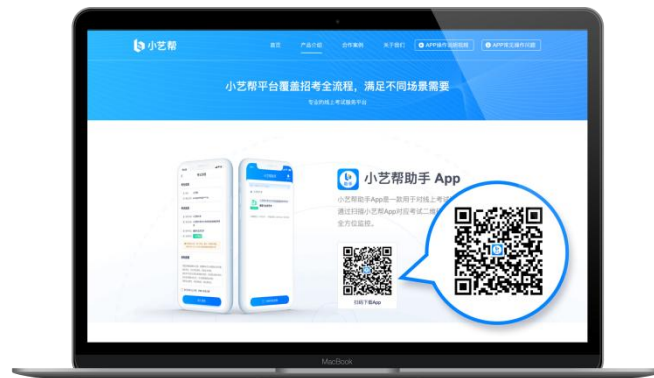 小艺帮
首页 产品介绍 合作案例 关于我们 APP操作流程视频 APP常见操作问题
小艺帮平台覆盖招考全流程，满足不同场景需要
专业的线上考试服务平台
小艺帮助手 App
小艺帮助手App是一款用于对线上考试
通过扫描小艺帮App对应考试二维码
全方位监控。
扫码下载App
MacBook